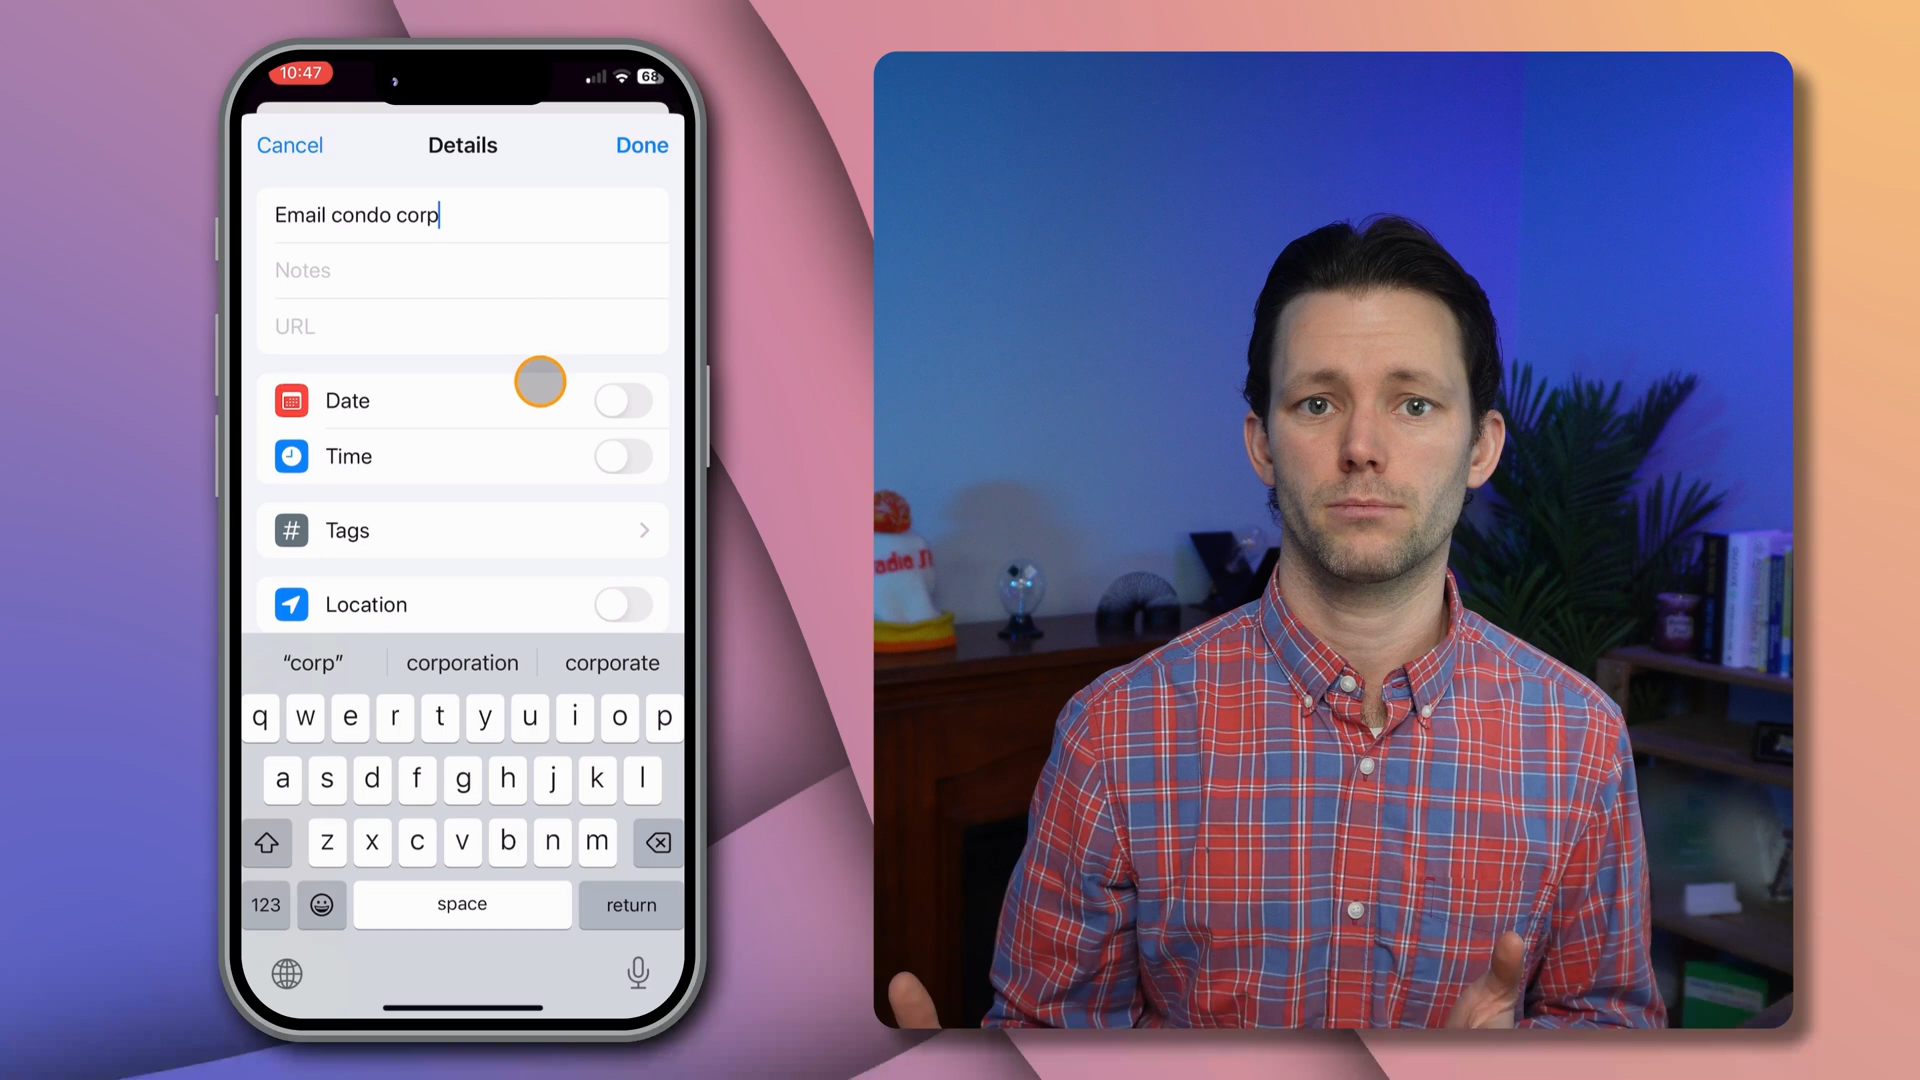 10:47
68
Cancel
Details
Done
Email condo corp
Notes
URL
Date
Time
# Tags
Location
“corp”
corporation
corporate
q w e r t y u i o p
a s d f g h j k l
z x c v b n m
123
space
return
adio